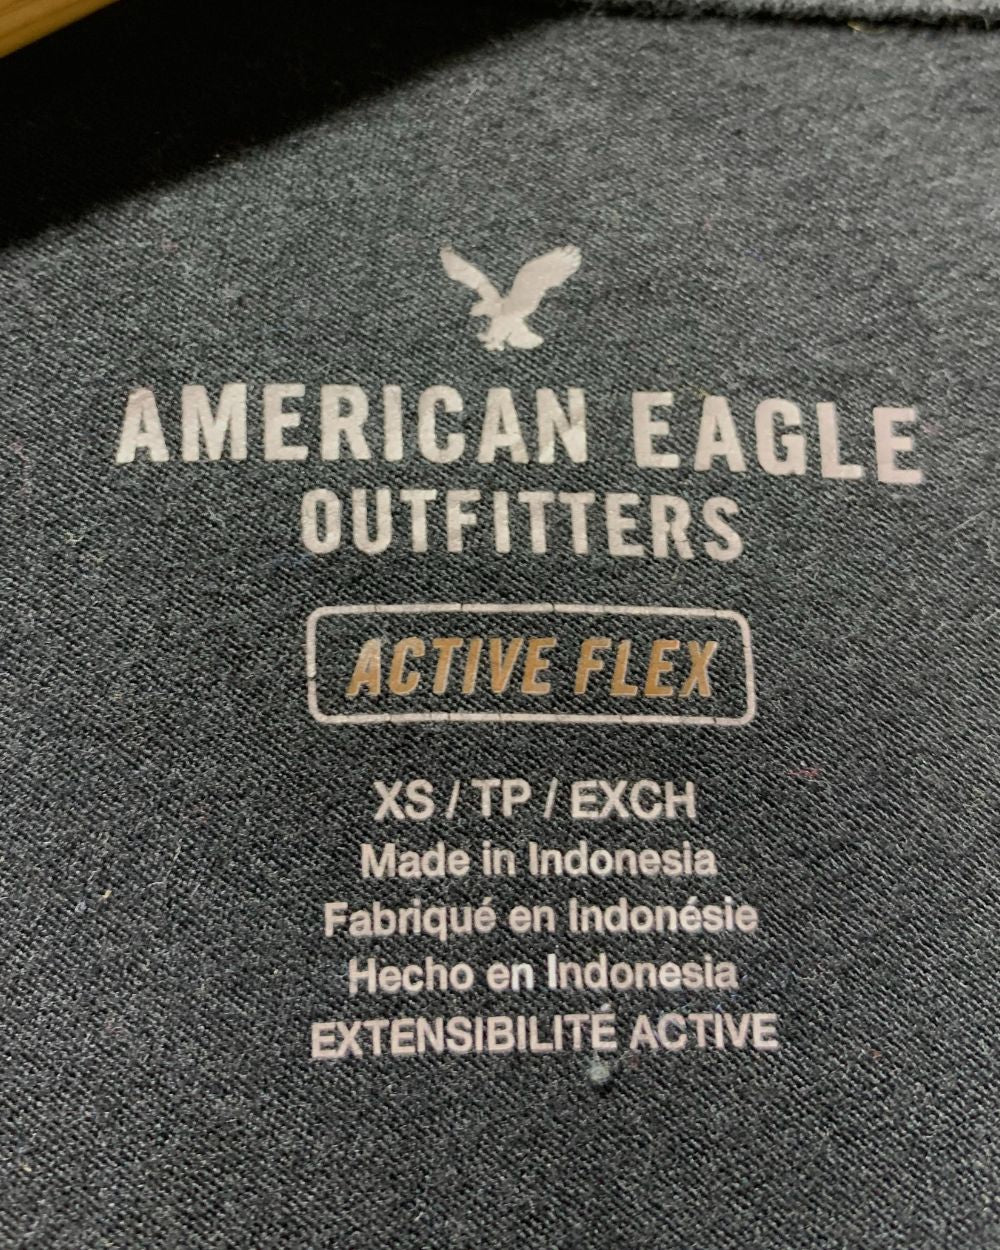 AMERICAN EAGLE
OUTFITTERS
ACTIVE FLEX
XS / TP / EXCH
Made in Indonesia
Fabriqué en Indonésie
Hecho en Indonesia
EXTENSIBILITÉ ACTIVE